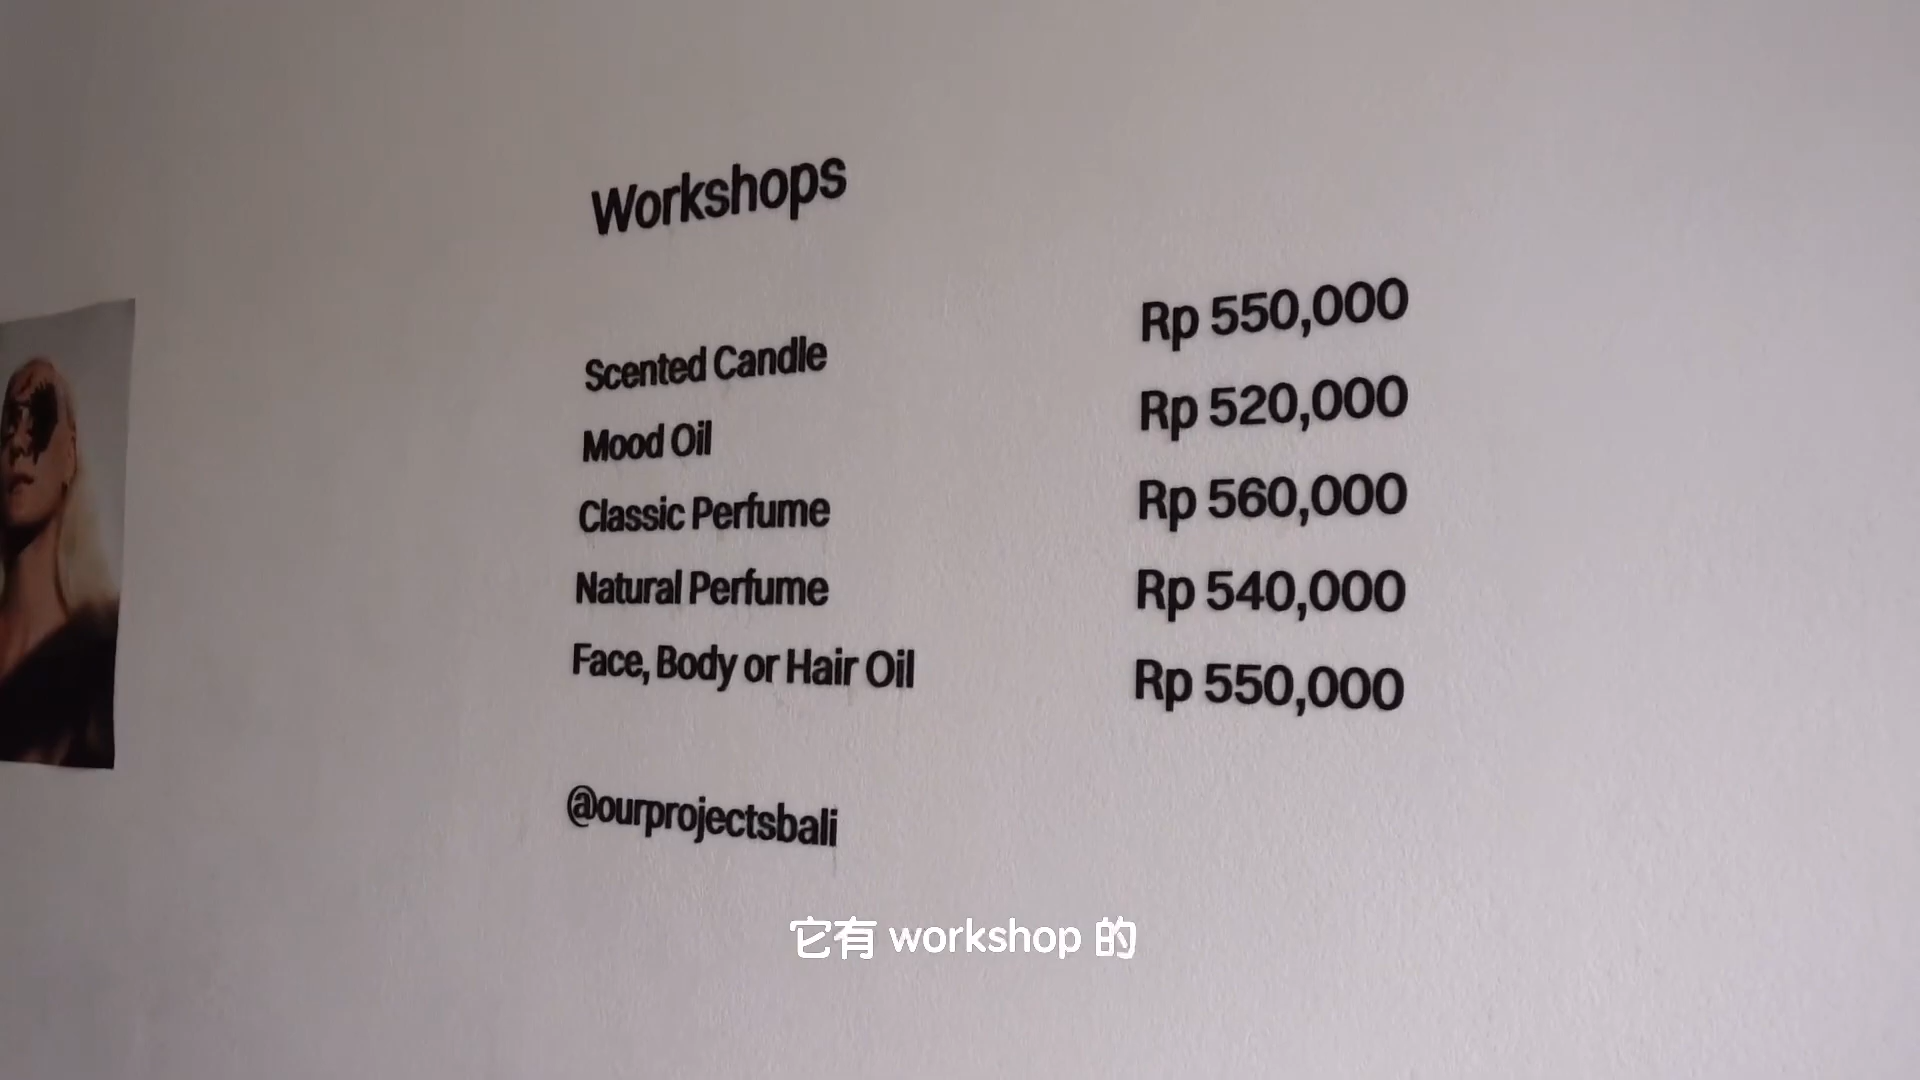 Workshops
Scented Candle Rp 550,000
Mood Oil Rp 520,000
Classic Perfume Rp 560,000
Natural Perfume Rp 540,000
Face, Body or Hair Oil Rp 550,000
@ourprojectsbali
它有 workshop 的